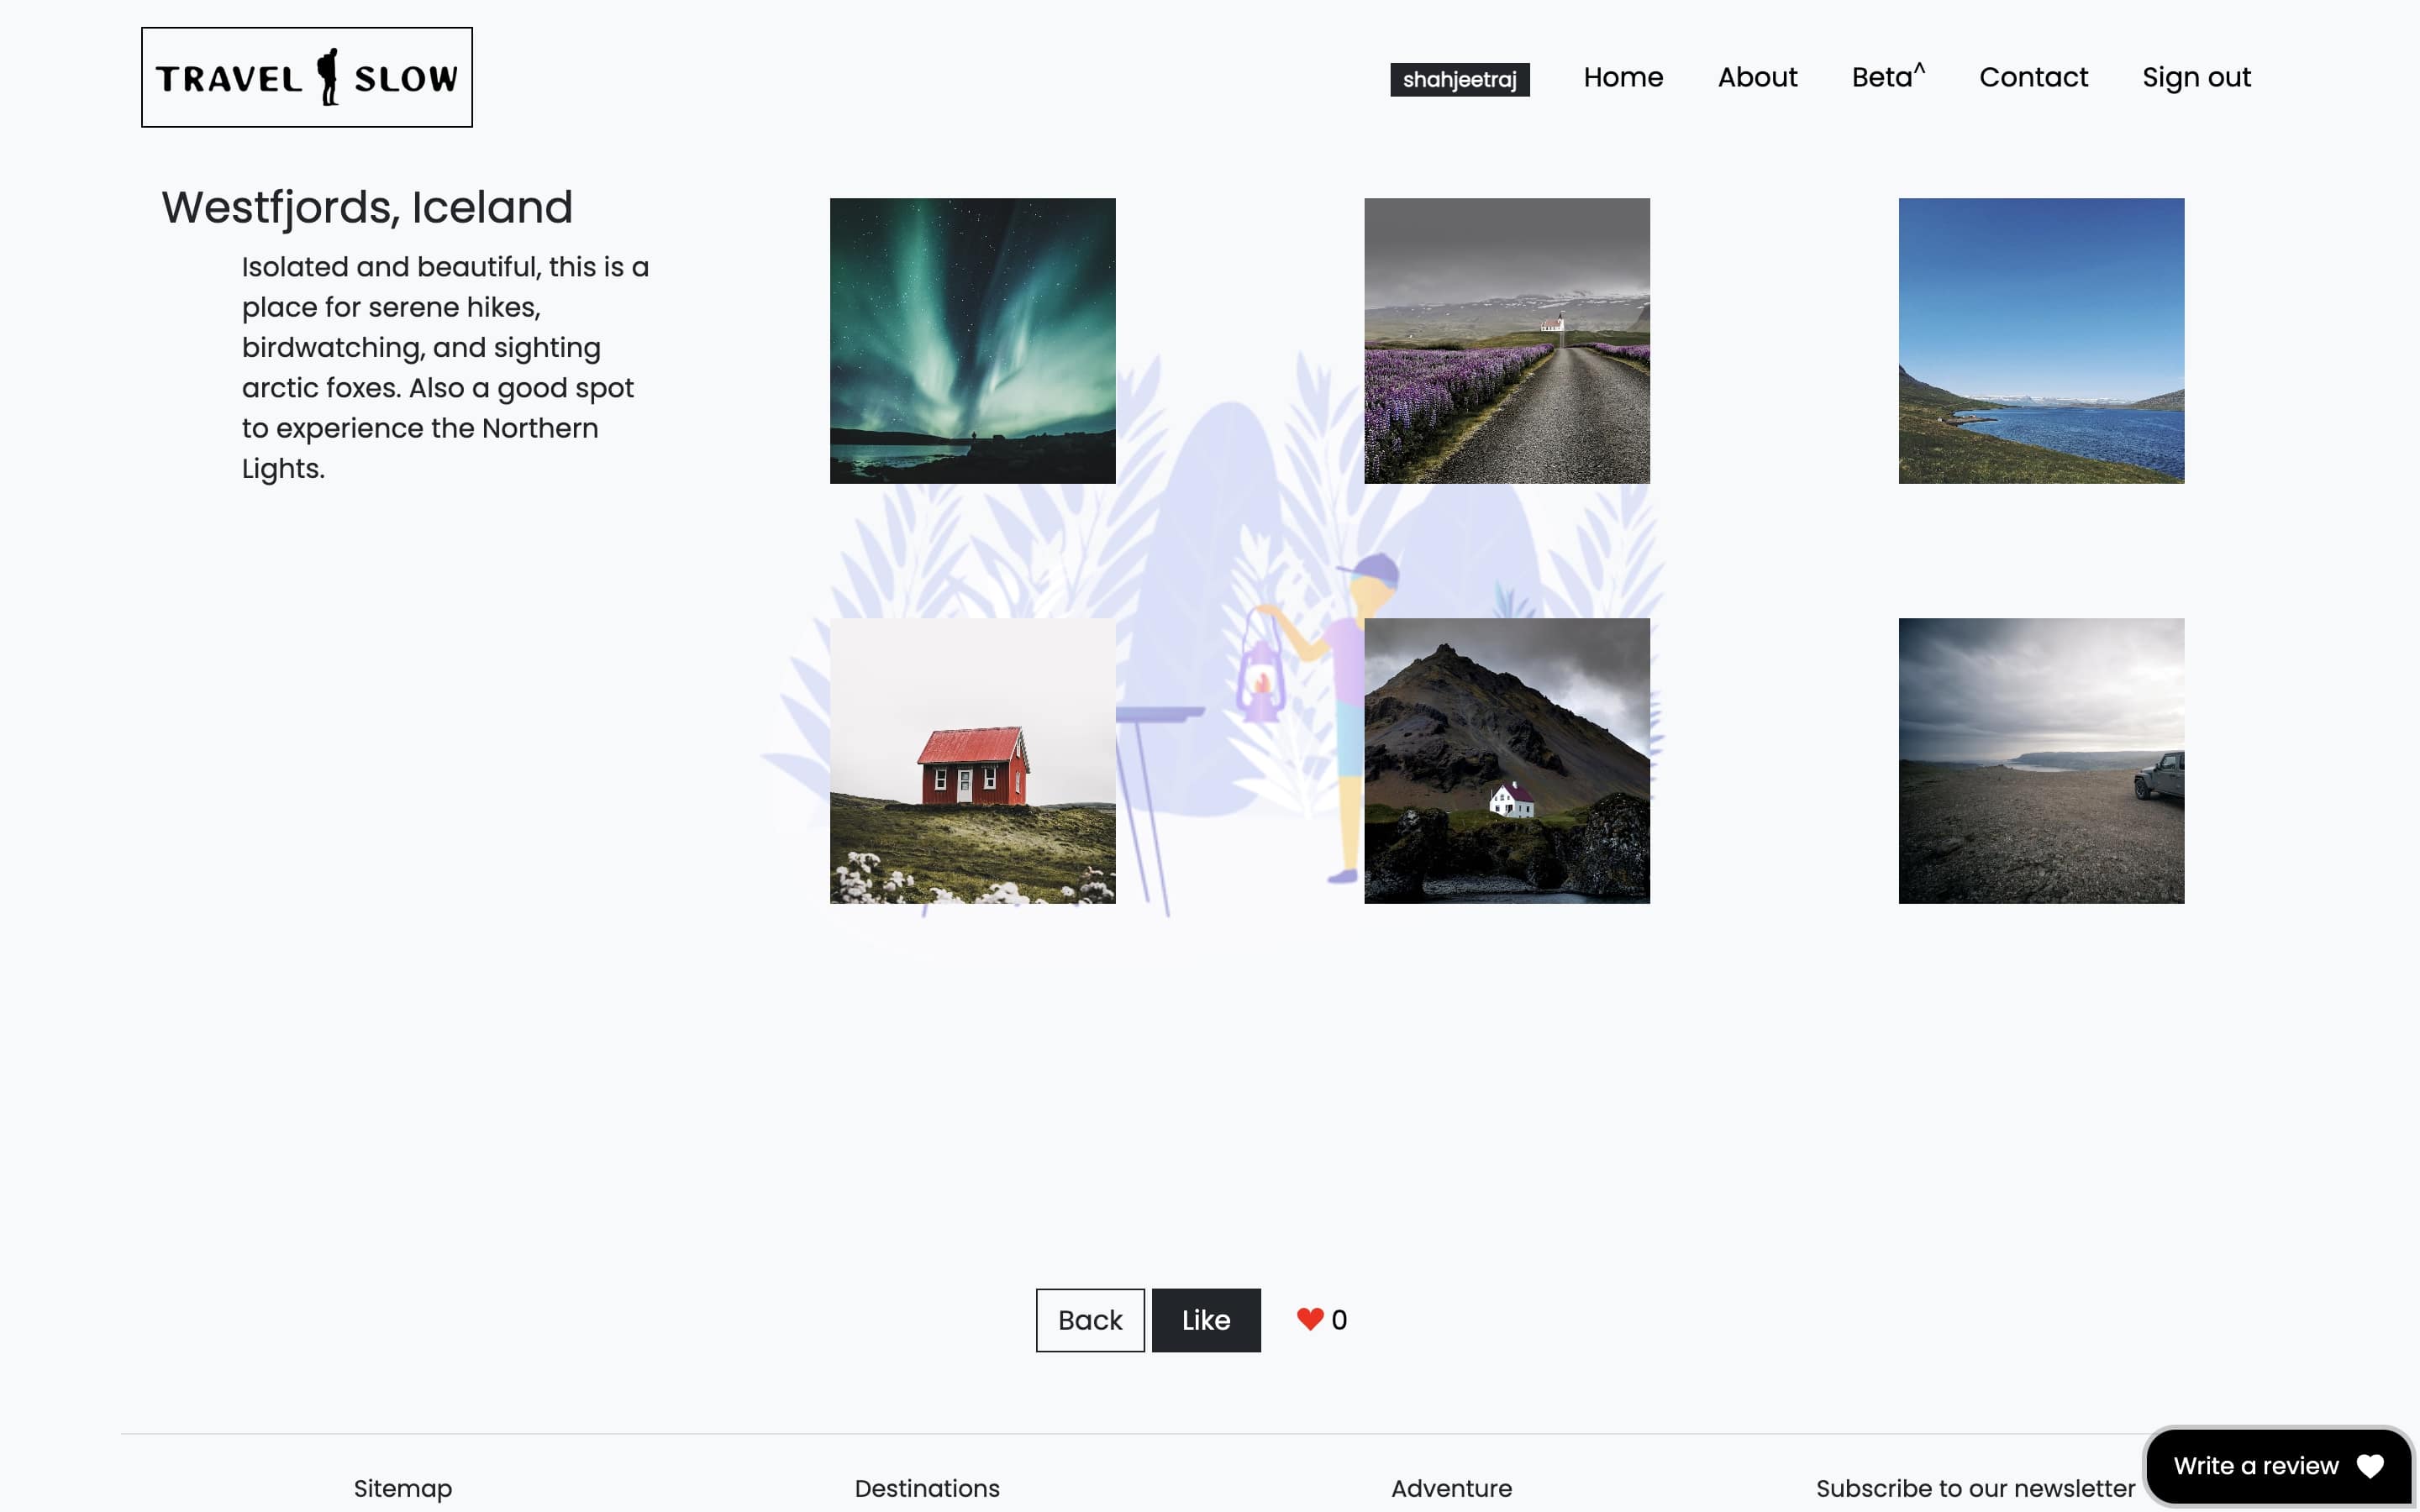 TRAVEL SLOW
shahjeetraj
Home
About
Beta^
Contact
Sign out
Westfjords, Iceland
Isolated and beautiful, this is a
place for serene hikes,
birdwatching, and sighting
arctic foxes. Also a good spot
to experience the Northern
Lights.
Back
Like
0
Sitemap
Destinations
Adventure
Subscribe to our newsletter
Write a review